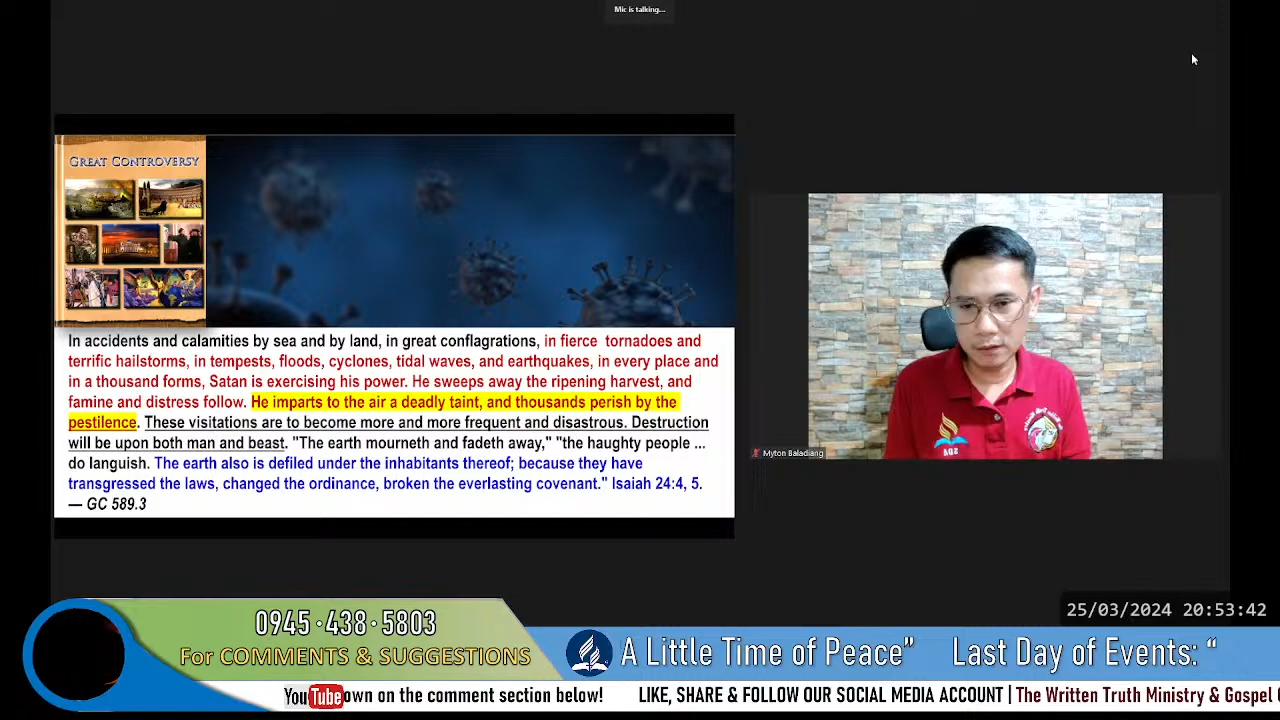 Mic is talking...
GREAT CONTROVERSY
In accidents and calamities by sea and by land, in great conflagrations, in fierce tornadoes and
terrific hailstorms, in tempests, floods, cyclones, tidal waves, and earthquakes, in every place and
in a thousand forms, Satan is exercising his power. He sweeps away the ripening harvest, and
famine and distress follow. He imparts to the air a deadly taint, and thousands perish by the
pestilence. These visitations are to become more and more frequent and disastrous. Destruction
will be upon both man and beast. "The earth mourneth and fadeth away," "the haughty people ...
do languish. The earth also is defiled under the inhabitants thereof; because they have
transgressed the laws, changed the ordinance, broken the everlasting covenant." Isaiah 24:4, 5.
— GC 589.3
SDA
Myton Baladiang
25/03/2024 20:53:42
0945·438·5803
For COMMENTS & SUGGESTIONS
A Little Time of Peace" Last Day of Events: "
YouTube own on the comment section below! LIKE, SHARE & FOLLOW OUR SOCIAL MEDIA ACCOUNT | The Written Truth Ministry & Gospel